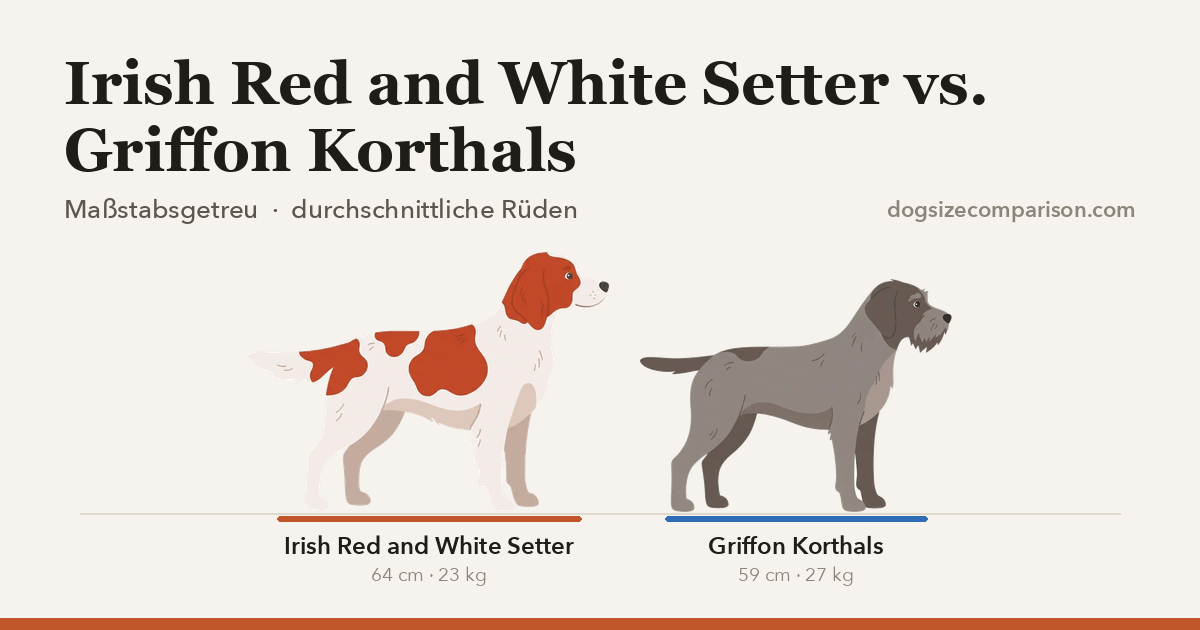 Irish Red and White Setter vs.
Griffon Korthals
Maßstabsgetreu · durchschnittliche Rüden
dogsizecomparison.com
Irish Red and White Setter
64 cm · 23 kg
Griffon Korthals
59 cm · 27 kg